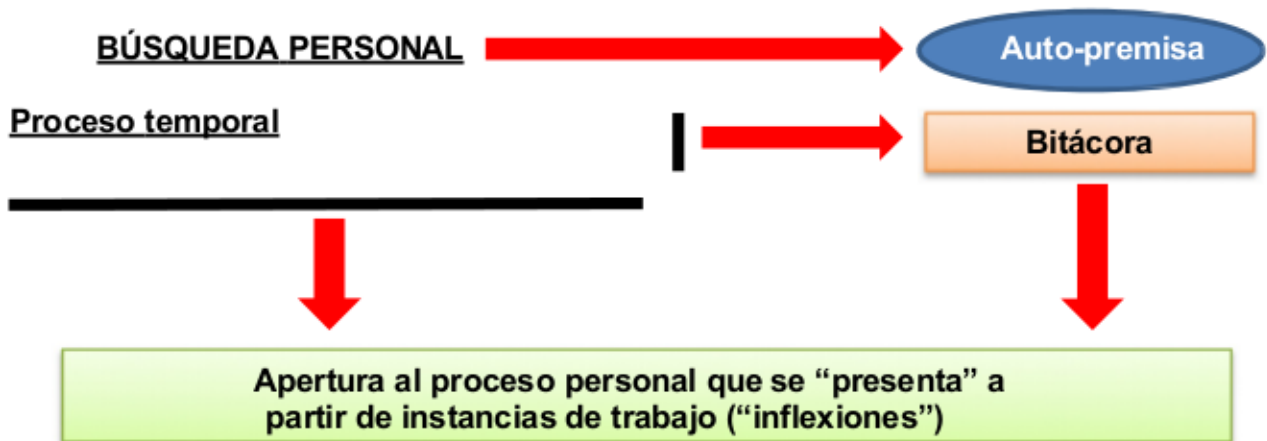 BÚSQUEDA PERSONAL
Auto-premisa
Proceso temporal
Bitácora
Apertura al proceso personal que se “presenta” a
partir de instancias de trabajo (“inflexiones”)